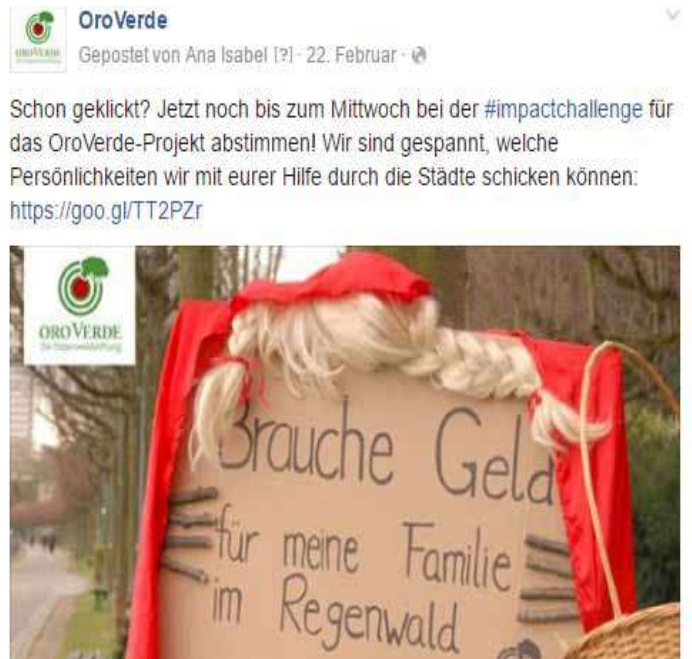 OroVerde
Gepostet von Ana Isabel [?] · 22. Februar ·
Schon geklickt? Jetzt noch bis zum Mittwoch bei der #impactchallenge für
das OroVerde-Projekt abstimmen! Wir sind gespannt, welche
Persönlichkeiten wir mit eurer Hilfe durch die Städte schicken können:
https://goo.gl/TT2PZr
OROVERDE
Die Tropenwaldstiftung
Brauche Geld
für meine Familie
im Regenwald